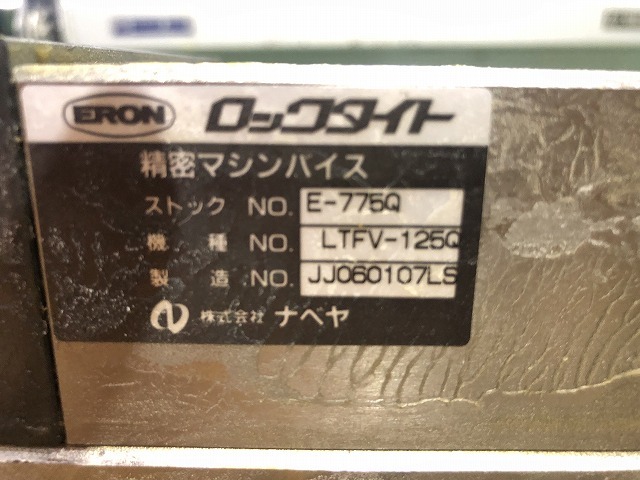 ERON ロックタイト
精密マシンバイス
ストック NO. E-775Q
機種 NO. LTFV-125Q
製造 NO. JJ060107LS
株式会社 ナベヤ